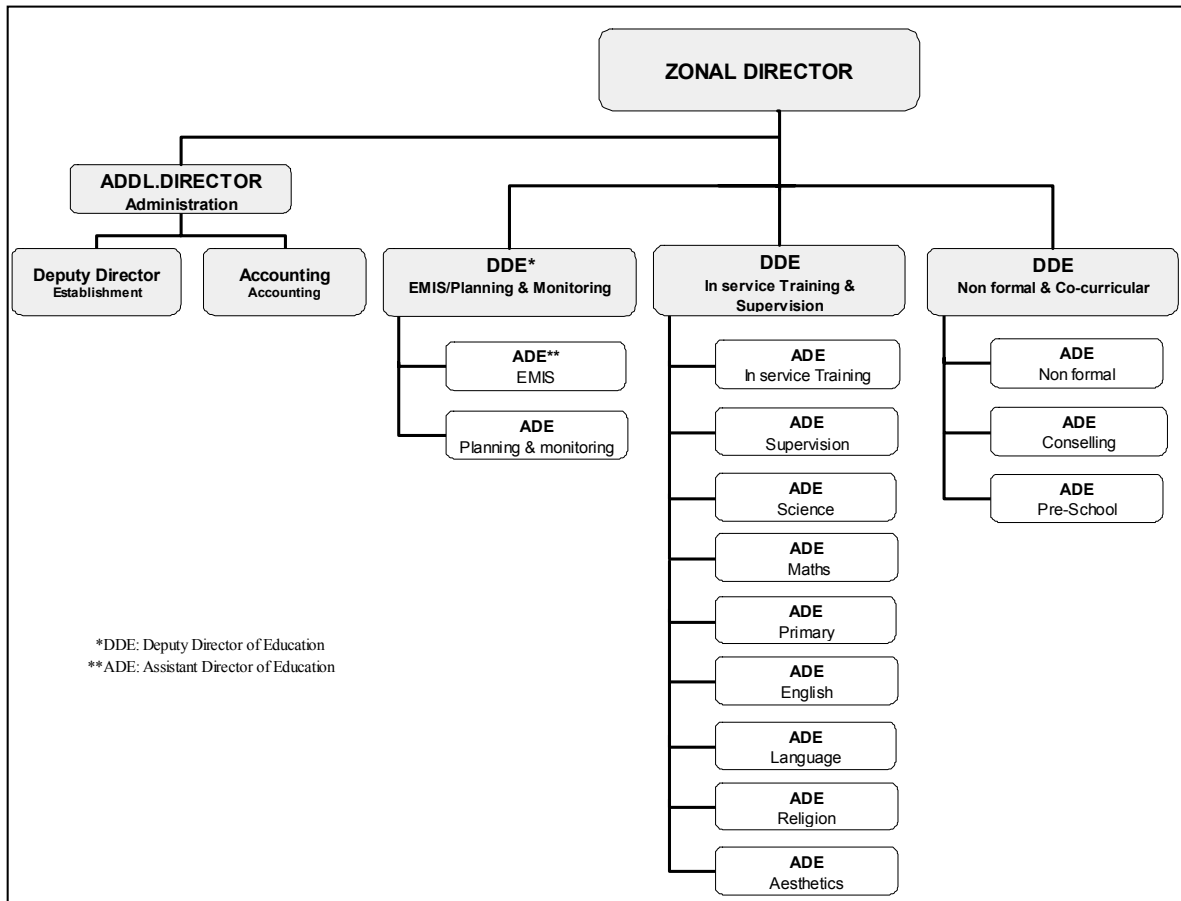 ZONAL DIRECTOR
ADDL.DIRECTOR
Administration
Deputy Director
Establishment
Accounting
Accounting
DDE*
EMIS/Planning & Monitoring
ADE**
EMIS
ADE
Planning & monitoring
DDE
In service Training &
Supervision
ADE
In service Training
ADE
Supervision
ADE
Science
ADE
Maths
ADE
Primary
ADE
English
ADE
Language
ADE
Religion
ADE
Aesthetics
DDE
Non formal & Co-curricular
ADE
Non formal
ADE
Conselling
ADE
Pre-School
*DDE: Deputy Director of Education
**ADE: Assistant Director of Education